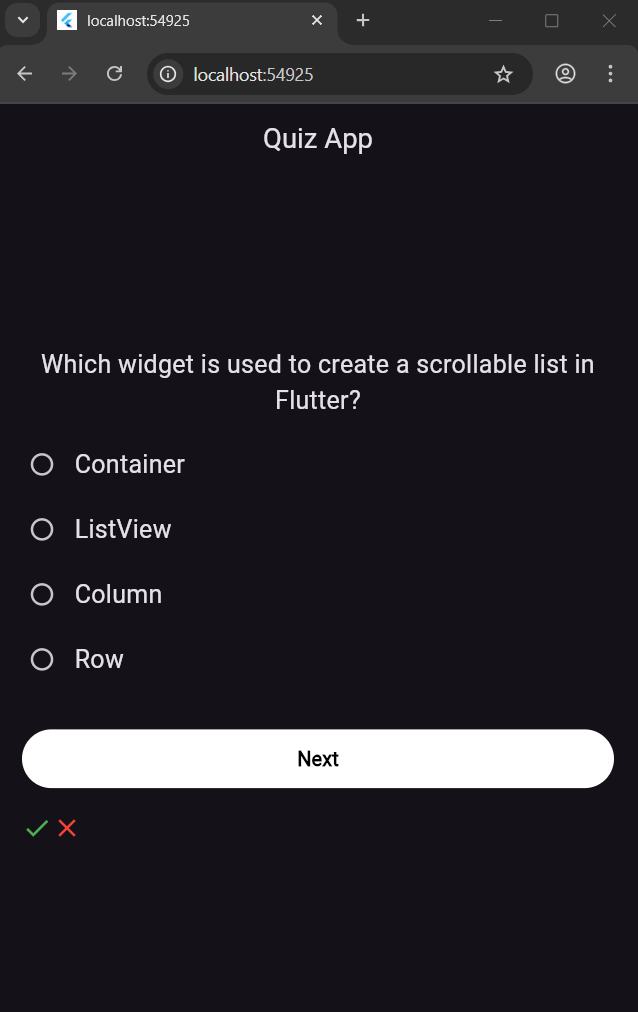 localhost:54925
localhost:54925
Quiz App
Which widget is used to create a scrollable list in
Flutter?
Container
ListView
Column
Row
Next